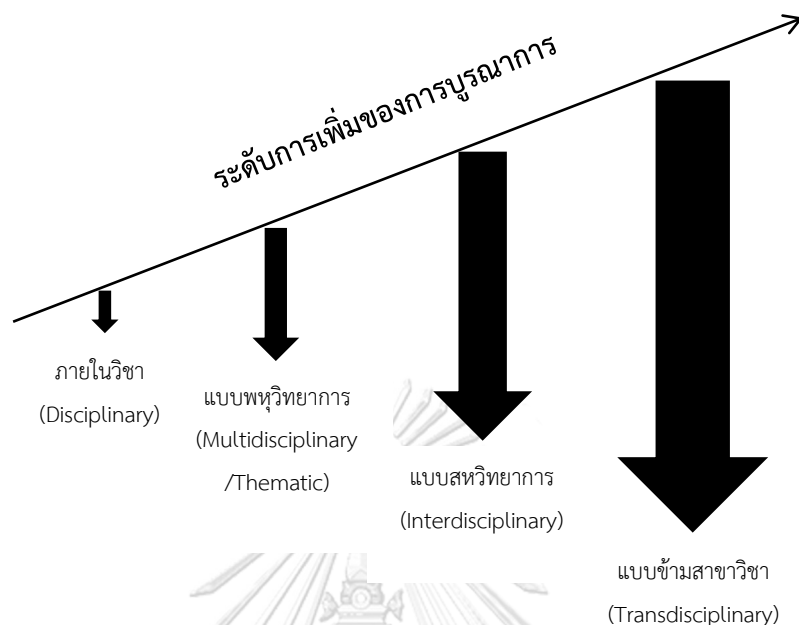 ระดับการเพิ่มของการบูรณาการ
ภายในวิชา
(Disciplinary)
แบบพหุวิทยาการ
(Multidisciplinary
/Thematic)
แบบสหวิทยาการ
(Interdisciplinary)
แบบข้ามสาขาวิชา
(Transdisciplinary)